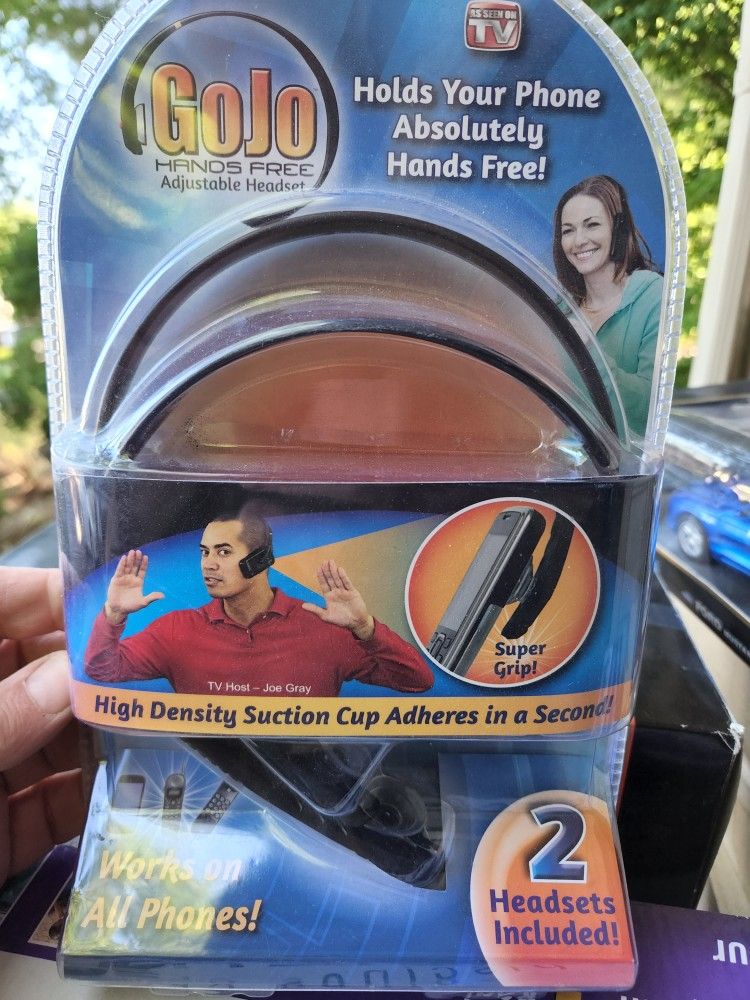 AS SEEN ON
TV
GoJo
HANDS FREE
Adjustable Headset
Holds Your Phone
Absolutely
Hands Free!
Super
Grip!
TV Host – Joe Gray
High Density Suction Cup Adheres in a Second!
Works on
All Phones!
2
Headsets
Included!
FORD